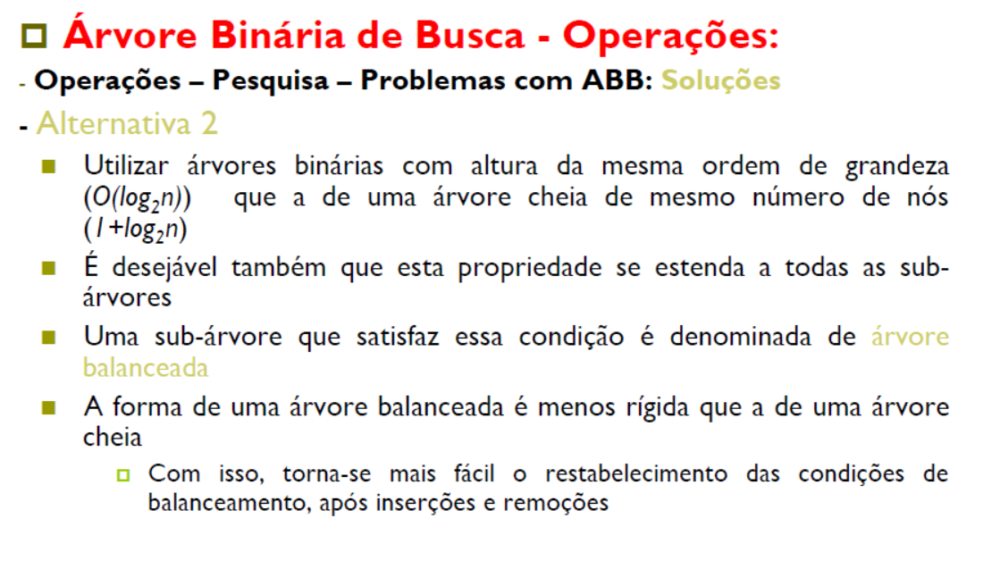 Árvore Binária de Busca - Operações:
- Operações – Pesquisa – Problemas com ABB: Soluções
- Alternativa 2
Utilizar árvores binárias com altura da mesma ordem de grandeza
(O(log₂n)) que a de uma árvore cheia de mesmo número de nós
(1+log₂n)
É desejável também que esta propriedade se estenda a todas as sub-
árvores
Uma sub-árvore que satisfaz essa condição é denominada de árvore
balanceada
A forma de uma árvore balanceada é menos rígida que a de uma árvore
cheia
Com isso, torna-se mais fácil o restabelecimento das condições de
balanceamento, após inserções e remoções